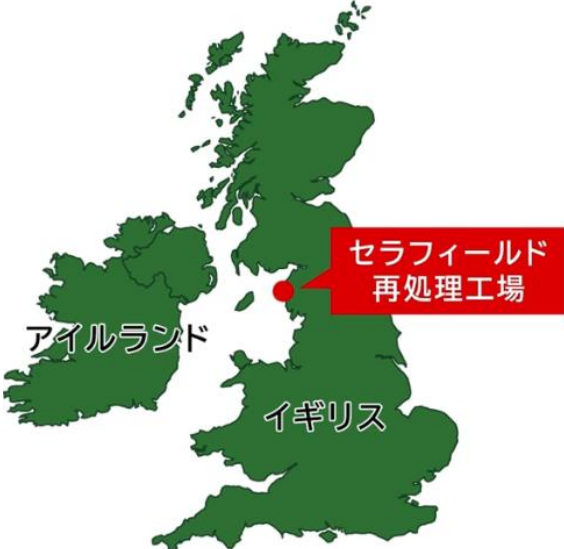 セラフィールド
再処理工場
アイルランド
イギリス